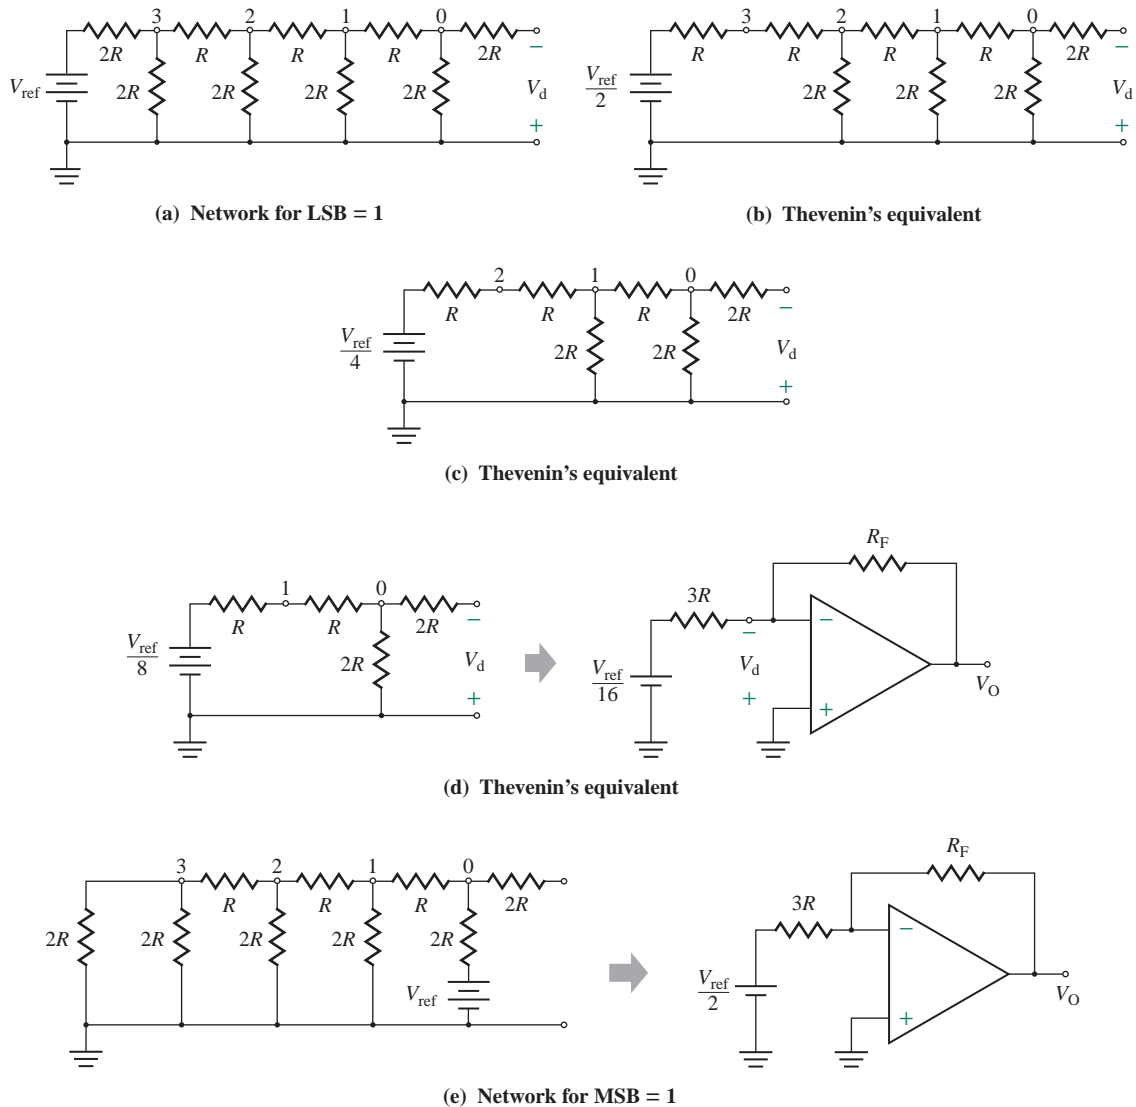 3 2 1 0
2R R R R 2R
−
V_ref 2R 2R 2R 2R V_d
+
(a) Network for LSB = 1
3 2 1 0
R R R R 2R
−
V_ref/2 2R 2R 2R V_d
+
(b) Thevenin's equivalent
2 1 0
R R R 2R
−
V_ref/4 2R 2R V_d
+
(c) Thevenin's equivalent
1 0
R R 2R
−
V_ref/8 2R V_d
+
R_F
3R
− −
V_ref/16 V_d V_O
+ +
(d) Thevenin's equivalent
3 2 1 0
R R R 2R
2R 2R 2R 2R 2R
V_ref
R_F
3R
−
V_ref/2 V_O
+
(e) Network for MSB = 1